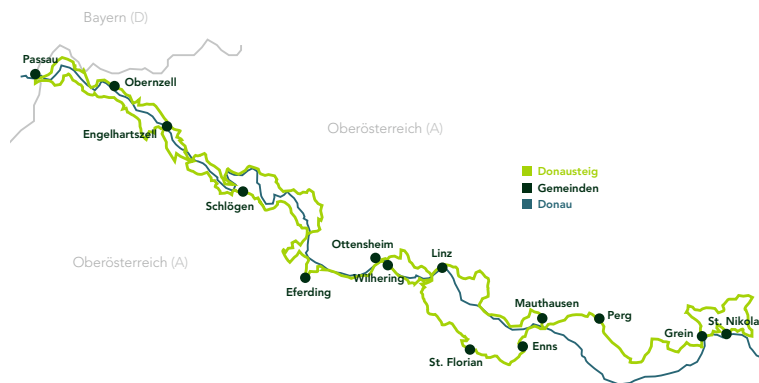 Bayern (D)
Passau
Obernzell
Engelhartszell
Oberösterreich (A)
Donausteig
Gemeinden
Donau
Schlögen
Ottensheim
Linz
Oberösterreich (A)
Wilhering
Eferding
Mauthausen
Perg
St. Nikola
Grein
Enns
St. Florian